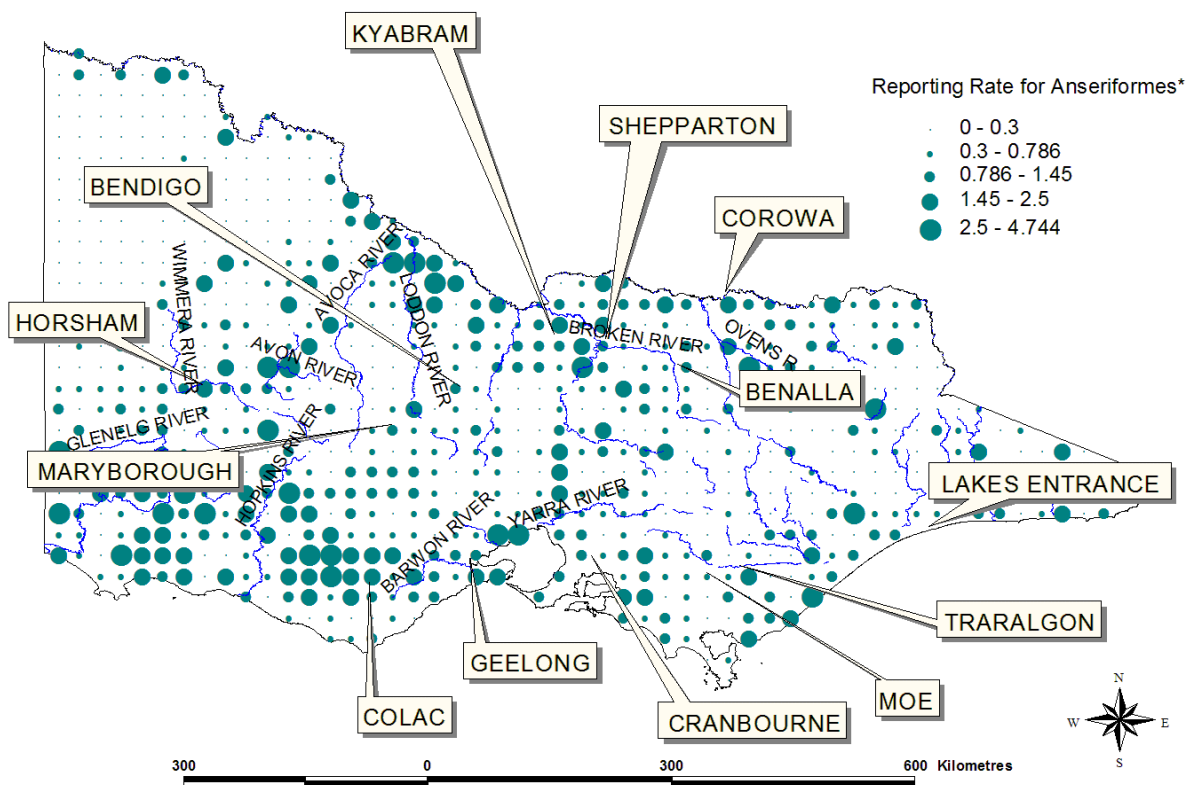 KYABRAM
Reporting Rate for Anseriformes*
0 - 0.3
0.3 - 0.786
0.786 - 1.45
1.45 - 2.5
2.5 - 4.744
SHEPPARTON
BENDIGO
COROWA
WIMMERA RIVER
AVOCA RIVER
LODDON RIVER
HORSHAM
BROKEN RIVER
OVENS R
AVON RIVER
BENALLA
GLENELG RIVER
MARYBOROUGH
HOPKINS RIVER
LAKES ENTRANCE
YARRA RIVER
BARWON RIVER
TRARALGON
GEELONG
MOE
COLAC
CRANBOURNE
N
W E
S
300 0 300 600 Kilometres